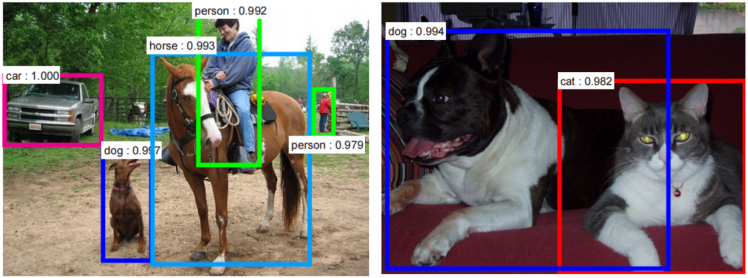 person : 0.992
horse : 0.993
car : 1.000
dog : 0.997
person : 0.979
dog : 0.994
cat : 0.982